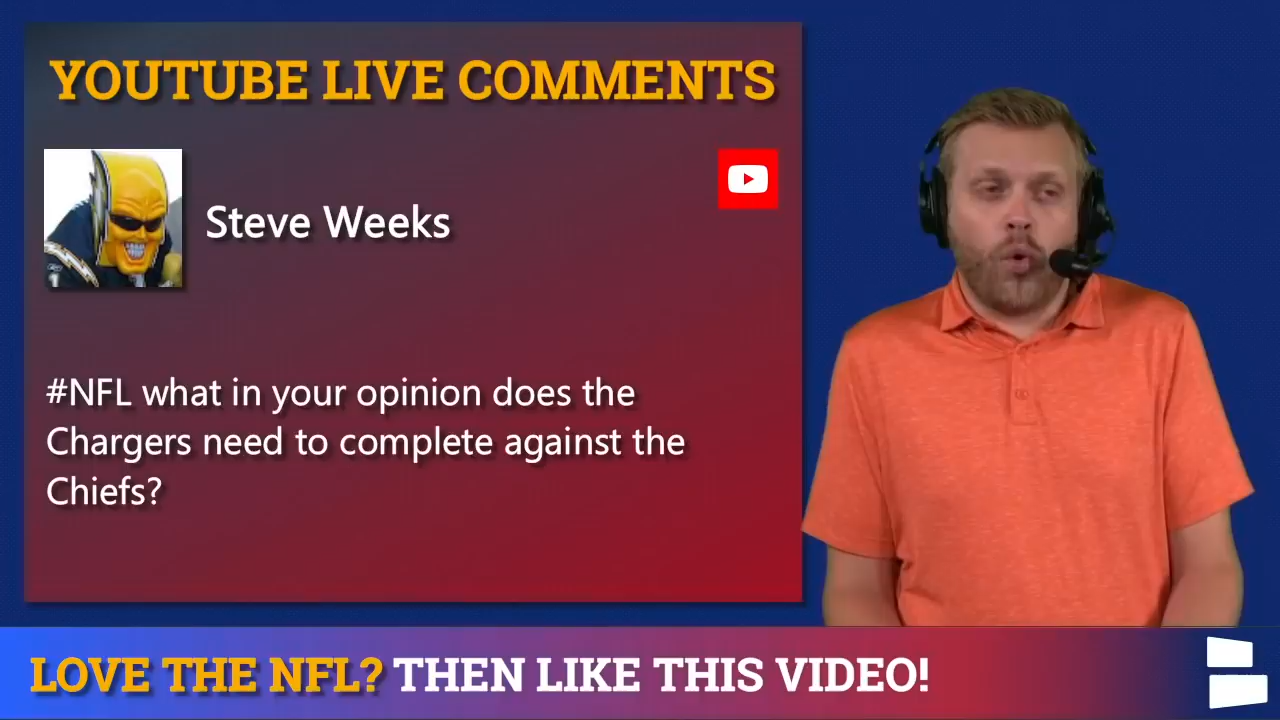 YOUTUBE LIVE COMMENTS
Steve Weeks
#NFL what in your opinion does the
Chargers need to complete against the
Chiefs?
LOVE THE NFL? THEN LIKE THIS VIDEO!